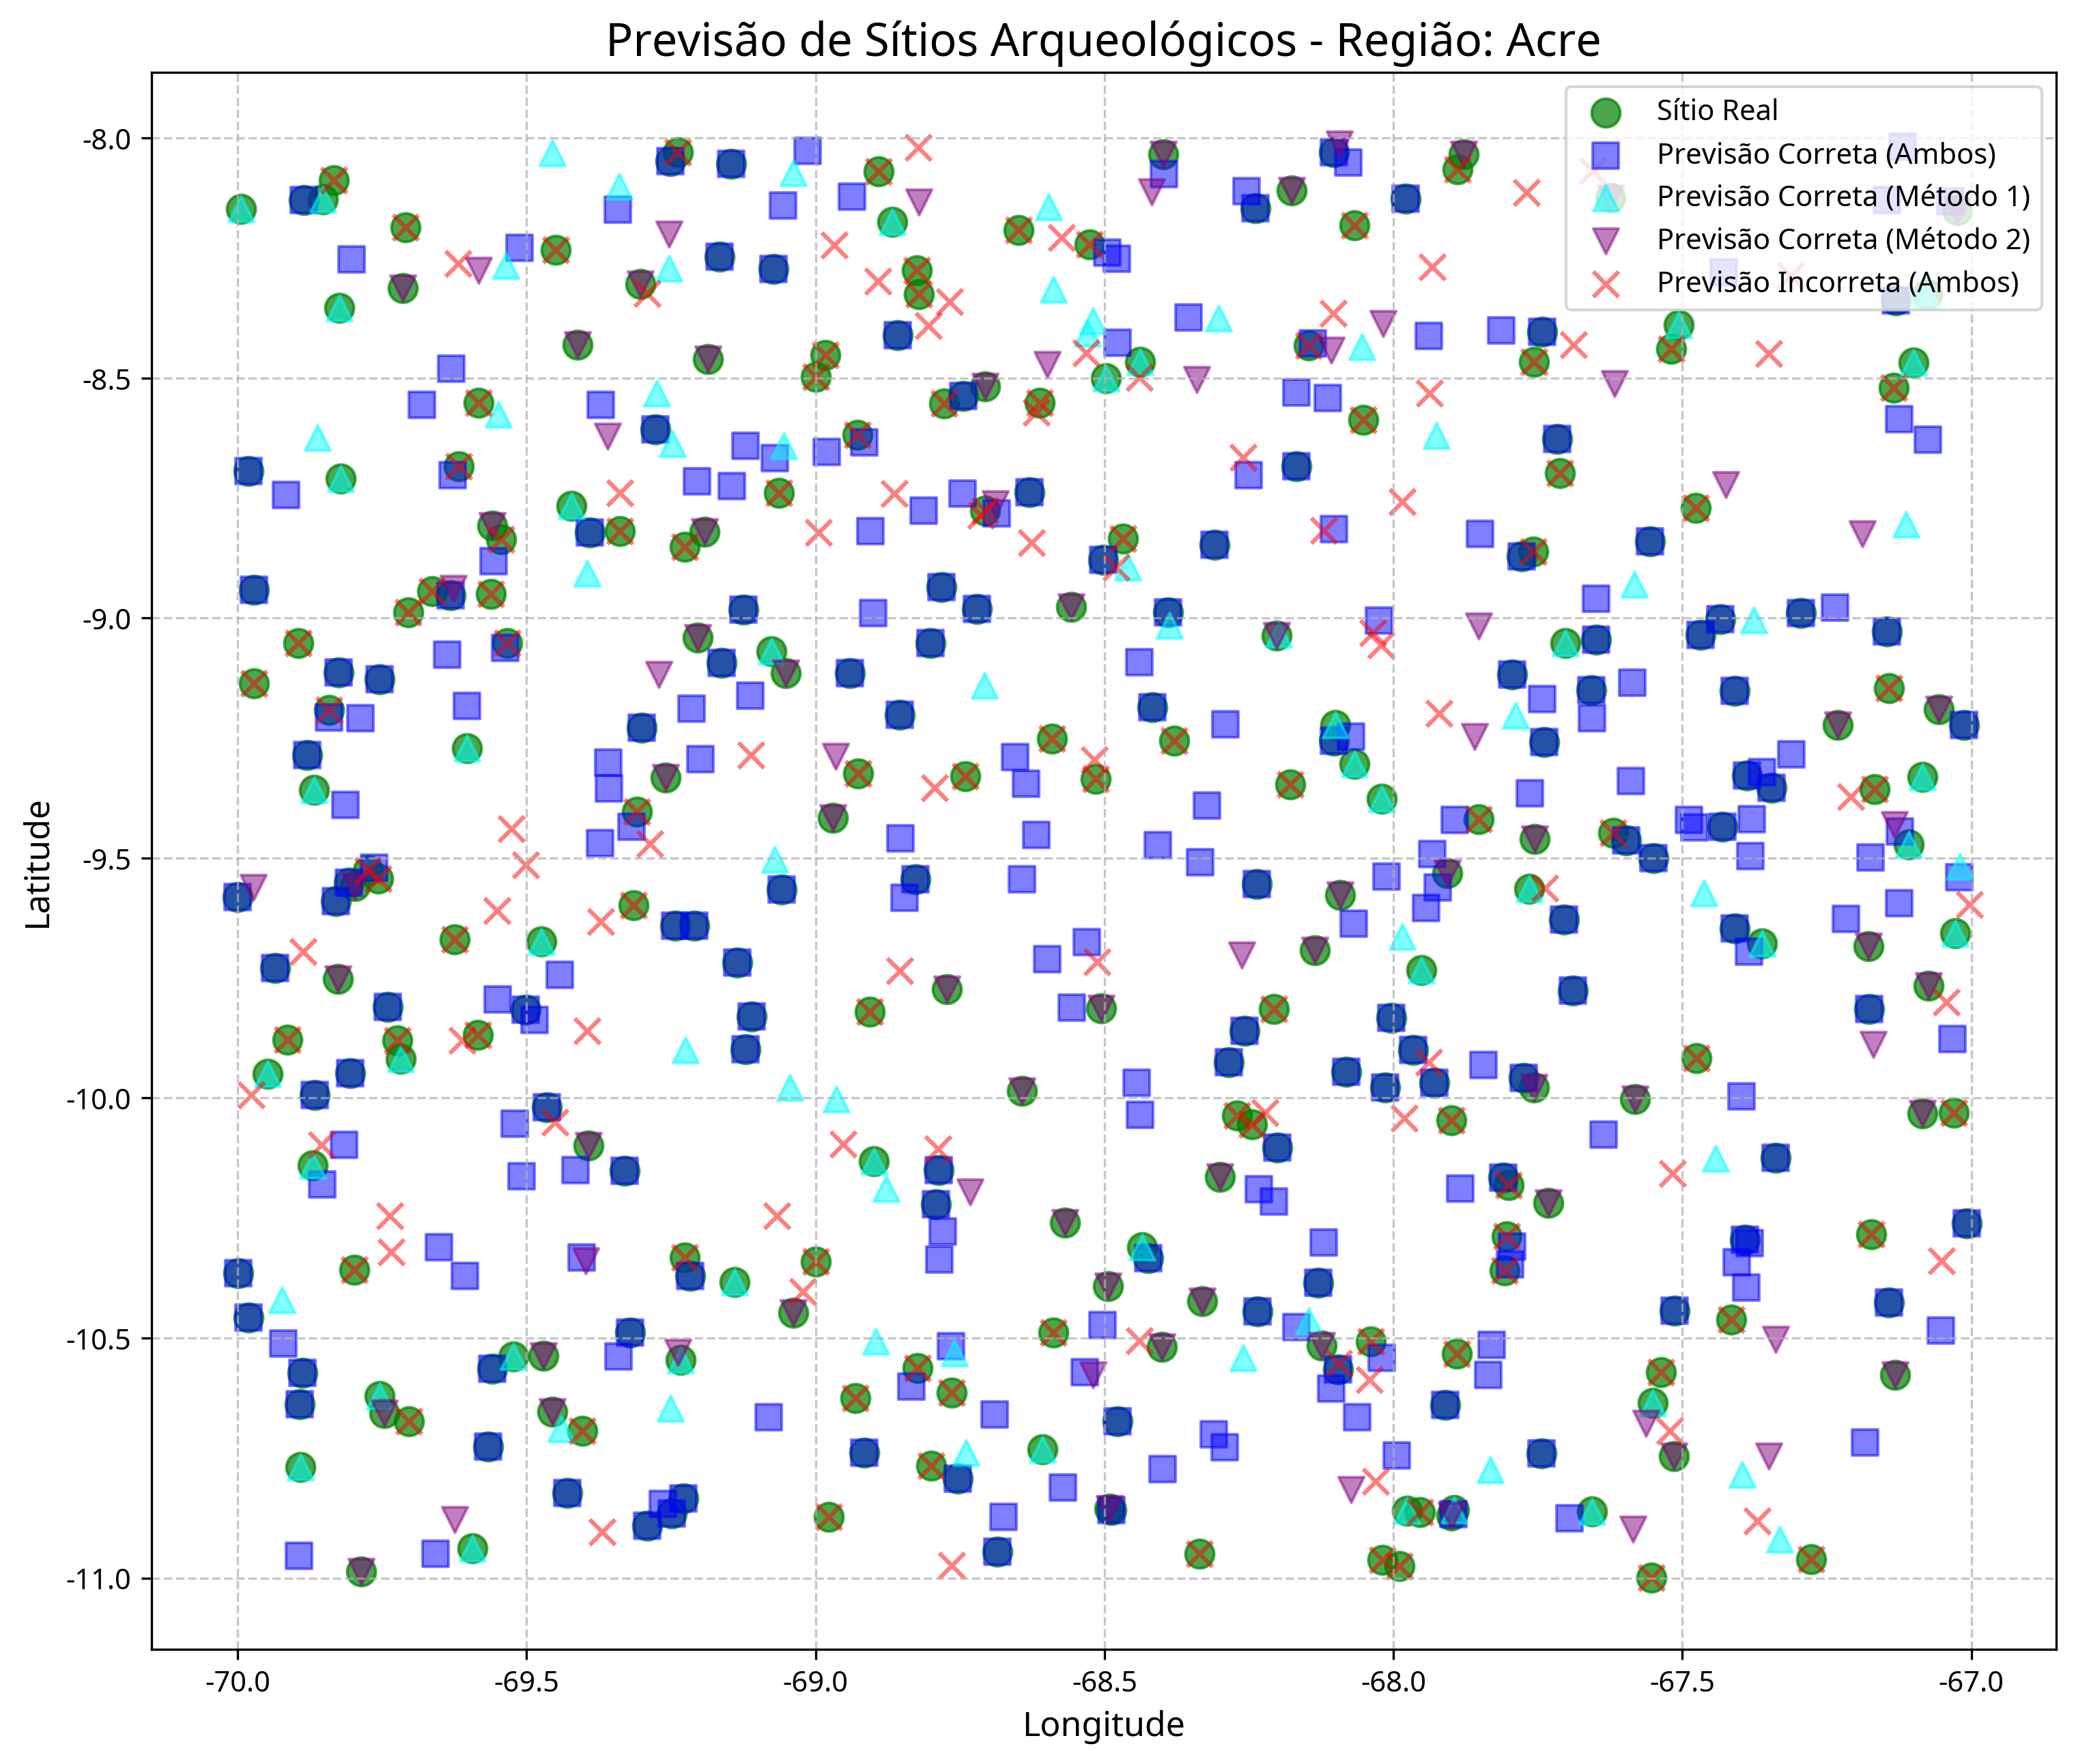 Previsão de Sítios Arqueológicos - Região: Acre
Sítio Real
Previsão Correta (Ambos)
Previsão Correta (Método 1)
Previsão Correta (Método 2)
Previsão Incorreta (Ambos)
Latitude
-8.0
-8.5
-9.0
-9.5
-10.0
-10.5
-11.0
-70.0
-69.5
-69.0
-68.5
-68.0
-67.5
-67.0
Longitude